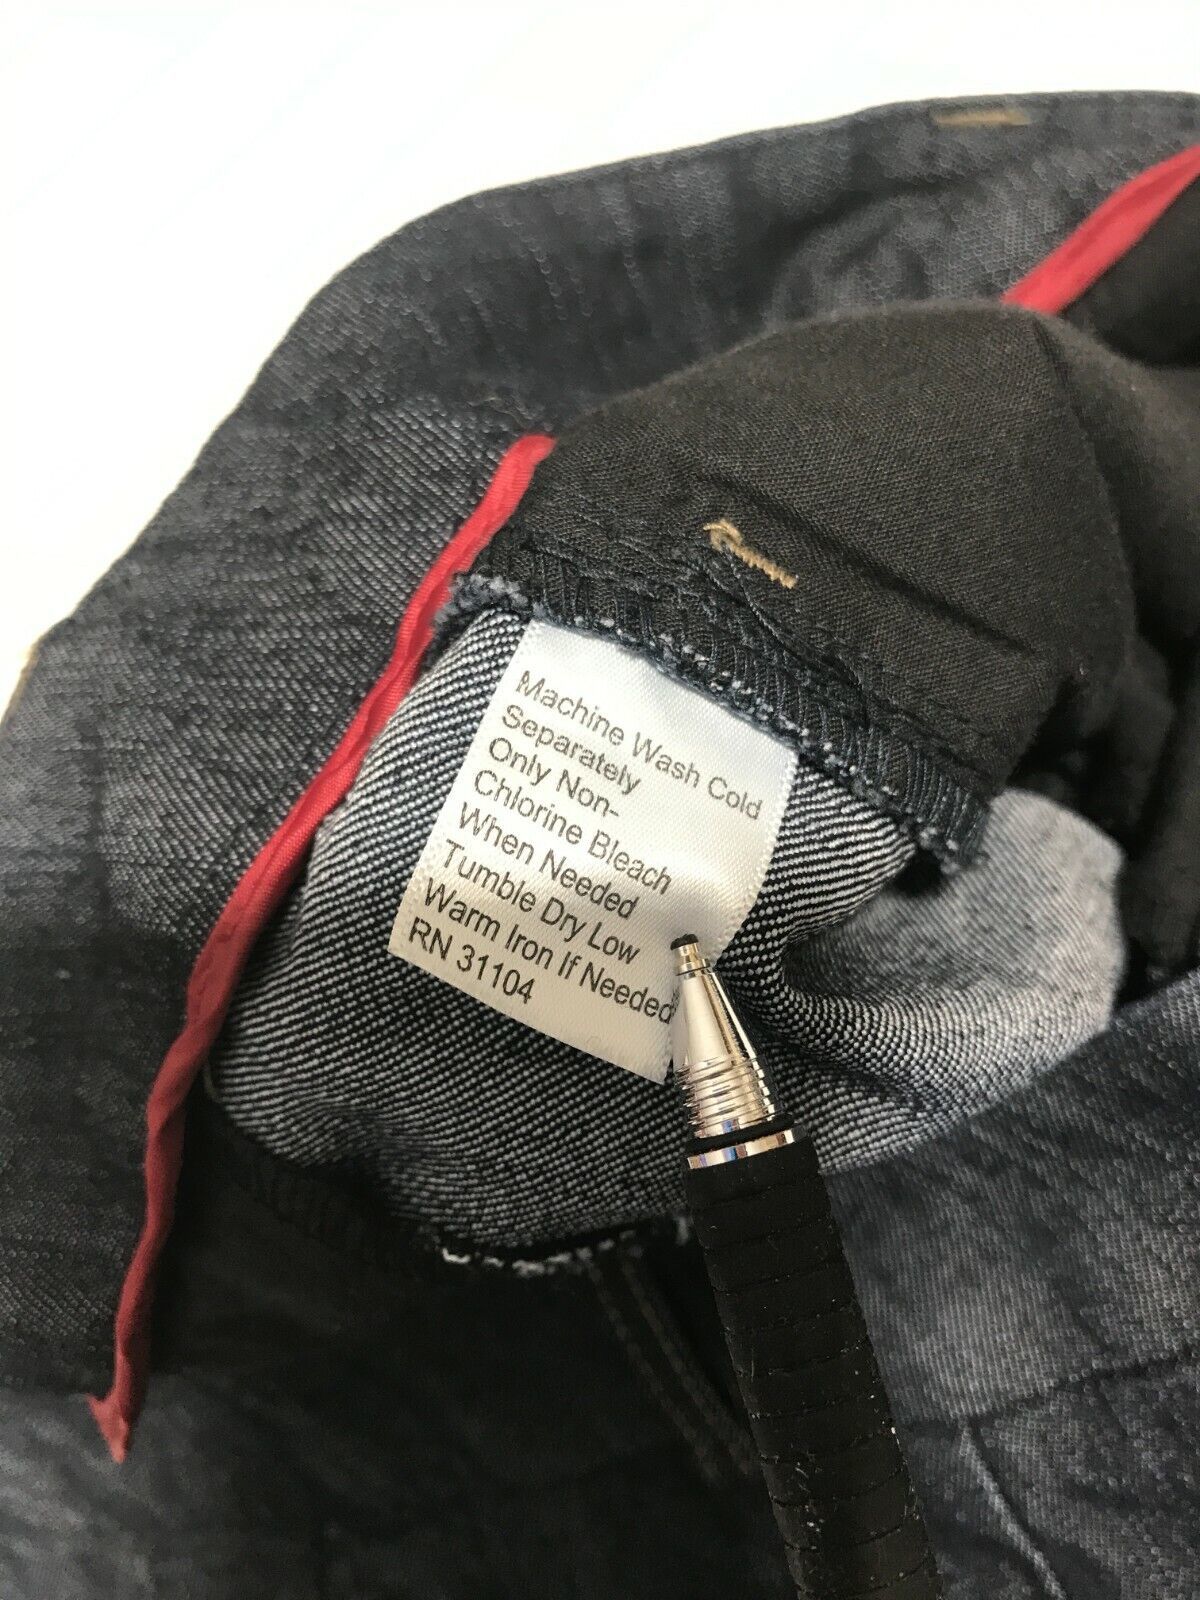 Machine Wash Cold
Separately
Only Non-
Chlorine Bleach
When Needed
Tumble Dry Low
Warm Iron If Needed
RN 31104